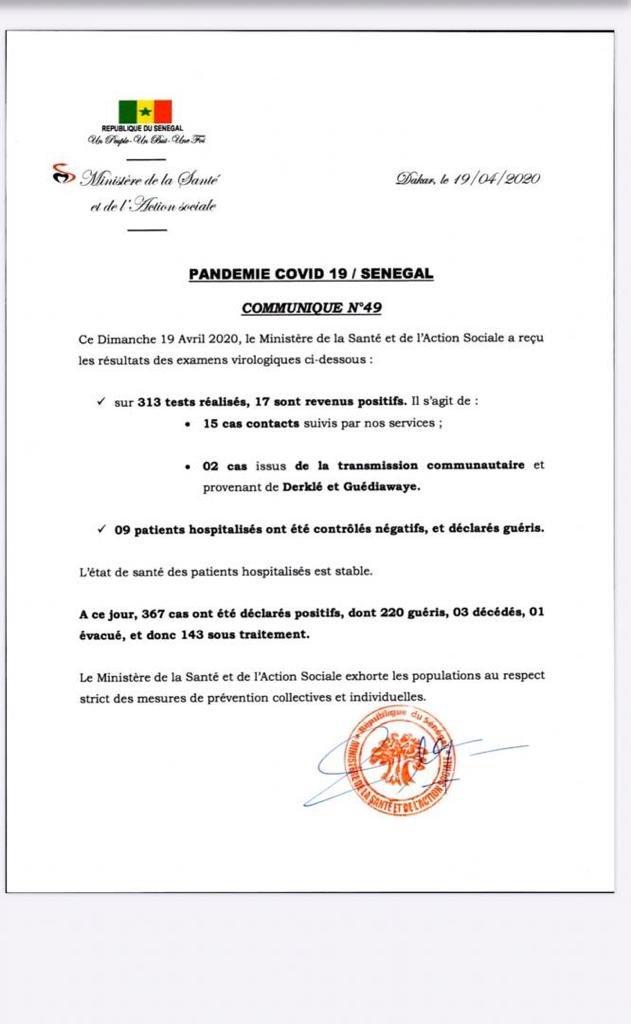 REPUBLIQUE DU SENEGAL
Un Peuple-Un But-Une Foi
Ministère de la Santé
et de l'Action sociale
Dakar, le 19/04/2020
PANDEMIE COVID 19 / SENEGAL
COMMUNIQUE N°49
Ce Dimanche 19 Avril 2020, le Ministère de la Santé et de l'Action Sociale a reçu
les résultats des examens virologiques ci-dessous :
✓ sur 313 tests réalisés, 17 sont revenus positifs. Il s'agit de :
• 15 cas contacts suivis par nos services ;
• 02 cas issus de la transmission communautaire et
provenant de Derklé et Guédiawaye.
✓ 09 patients hospitalisés ont été contrôlés négatifs, et déclarés guéris.
L'état de santé des patients hospitalisés est stable.
A ce jour, 367 cas ont été déclarés positifs, dont 220 guéris, 03 décédés, 01
évacué, et donc 143 sous traitement.
Le Ministère de la Santé et de l'Action Sociale exhorte les populations au respect
strict des mesures de prévention collectives et individuelles.
République du Sénégal
MINISTERE DE LA SANTE ET DE L'ACTION SOCIALE